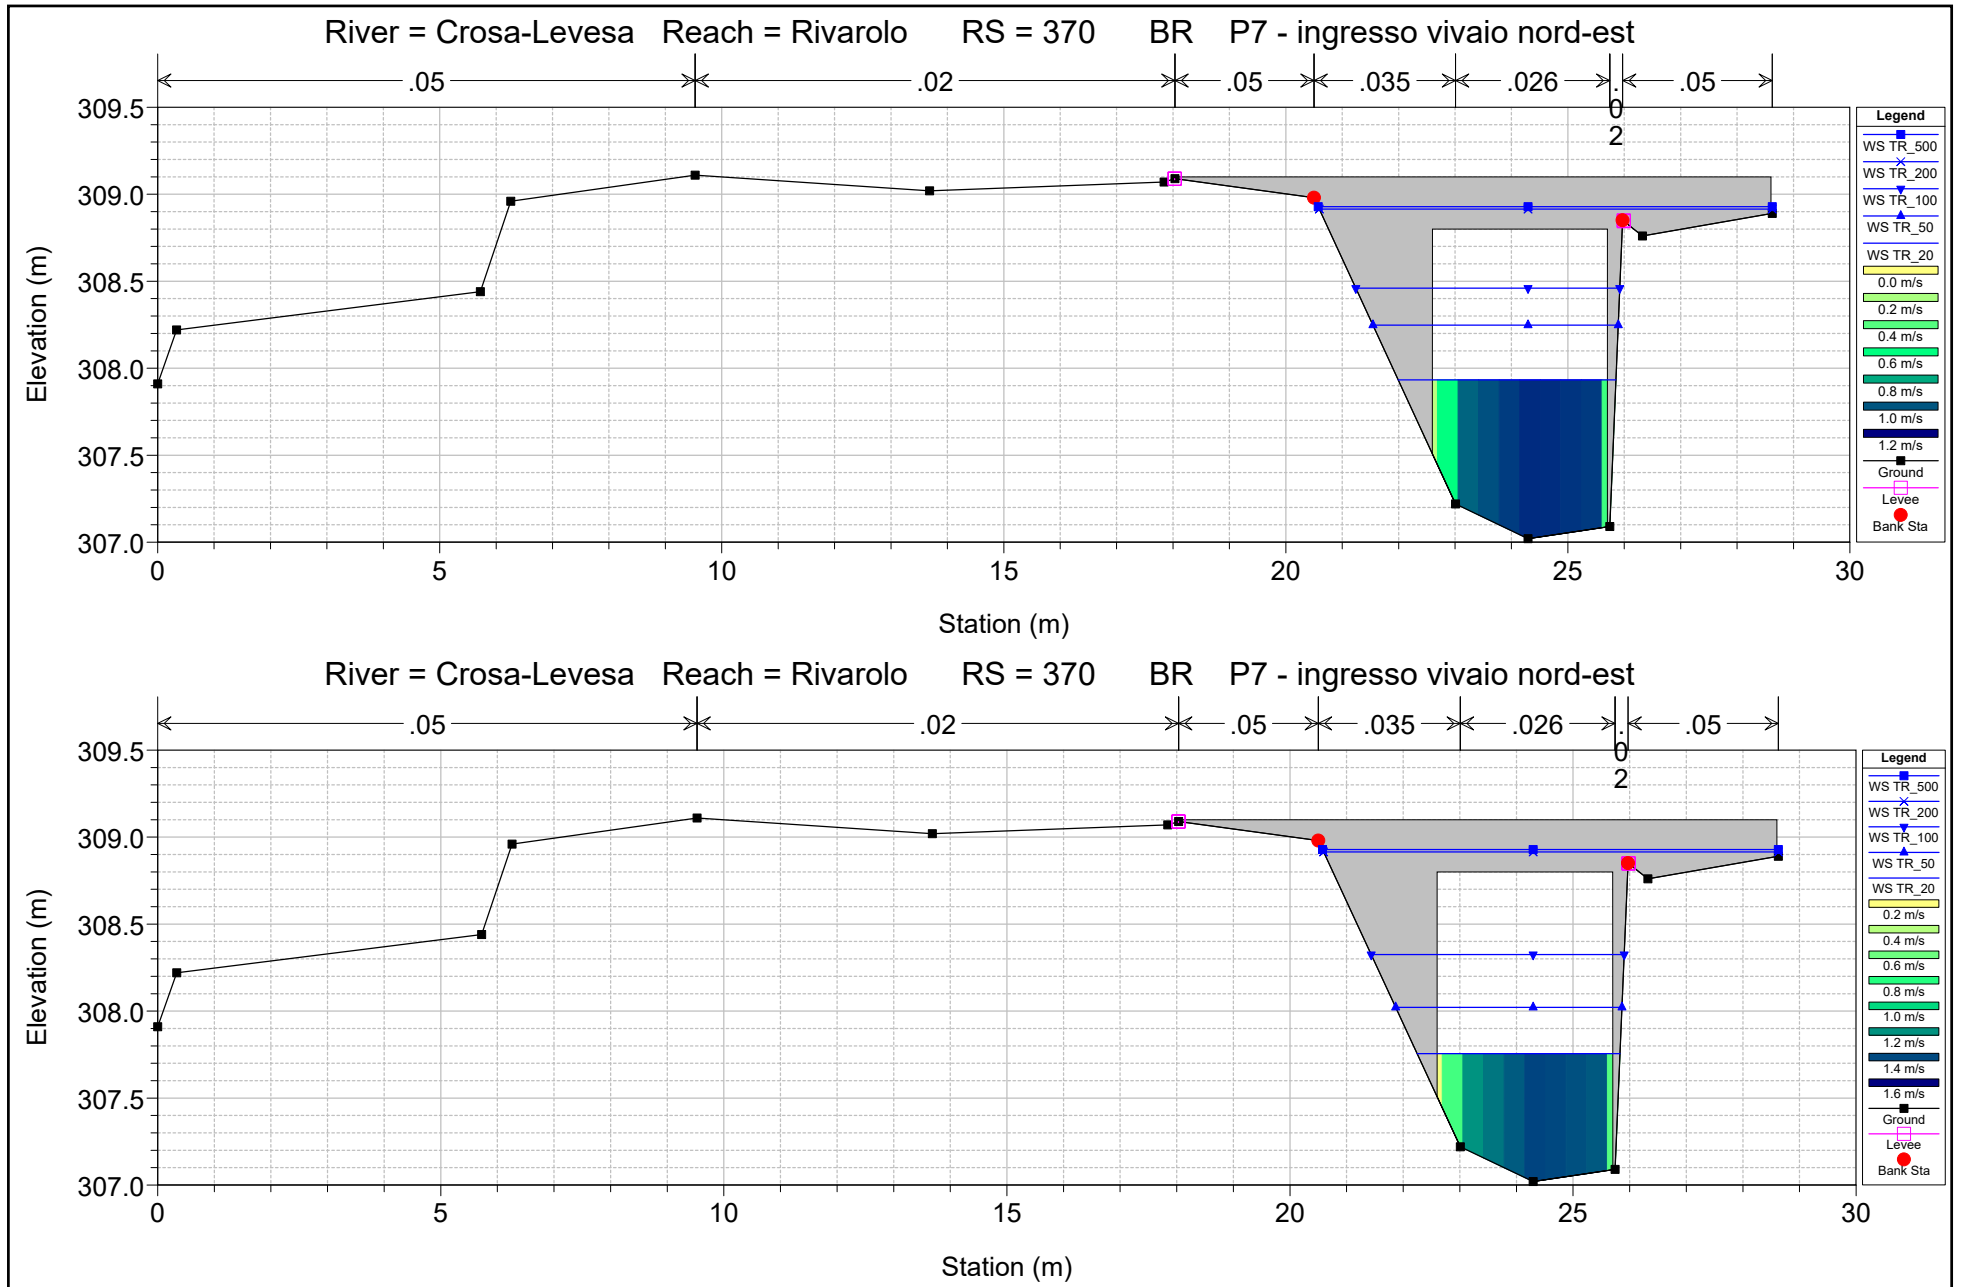 River = Crosa-Levesa Reach = Rivarolo RS = 370 BR P7 - ingresso vivaio nord-est
.05 .02 .05 .035 .026 .02 .05
309.5
309.0
308.5
308.0
307.5
307.0
Elevation (m)
0 5 10 15 20 25 30
Station (m)
Legend
WS TR_500
WS TR_200
WS TR_100
WS TR_50
WS TR_20
0.0 m/s
0.2 m/s
0.4 m/s
0.6 m/s
0.8 m/s
1.0 m/s
1.2 m/s
Ground
Levee
Bank Sta
River = Crosa-Levesa Reach = Rivarolo RS = 370 BR P7 - ingresso vivaio nord-est
.05 .02 .05 .035 .026 .02 .05
309.5
309.0
308.5
308.0
307.5
307.0
Elevation (m)
0 5 10 15 20 25 30
Station (m)
Legend
WS TR_500
WS TR_200
WS TR_100
WS TR_50
WS TR_20
0.2 m/s
0.4 m/s
0.6 m/s
0.8 m/s
1.0 m/s
1.2 m/s
1.4 m/s
1.6 m/s
Ground
Levee
Bank Sta